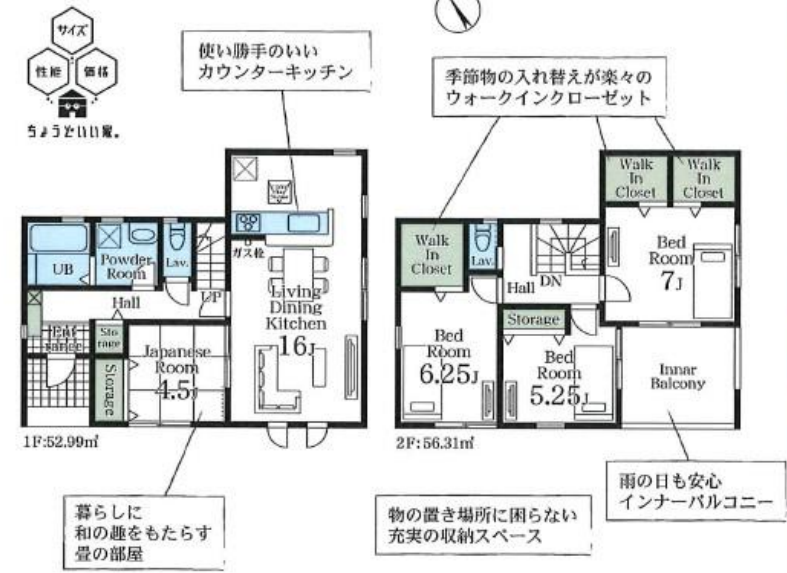 サイズ
性能
価格
ちょうどいい家。
使い勝手のいい
カウンターキッチン
季節物の入れ替えが楽々の
ウォークインクローゼット
UB
Powder
Room
Lav.
UP
Hall
Ent
rance
Sto
rage
Storage
Japanese
Room
4.5J
ガス栓
Living
Dining
Kitchen
16J
1F:52.99㎡
Walk
In
Closet
Lav.
Hall
DN
Walk
In
Closet
Walk
In
Closet
Bed
Room
7J
Storage
Bed
Room
6.25J
Bed
Room
5.25J
Innar
Balcony
2F:56.31㎡
暮らしに
和の趣をもたらす
畳の部屋
物の置き場所に困らない
充実の収納スペース
雨の日も安心
インナーバルコニー